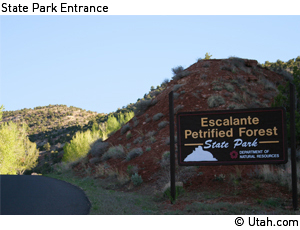 State Park Entrance
Escalante
Petrified Forest
State Park
DEPARTMENT OF
NATURAL RESOURCES
© Utah.com